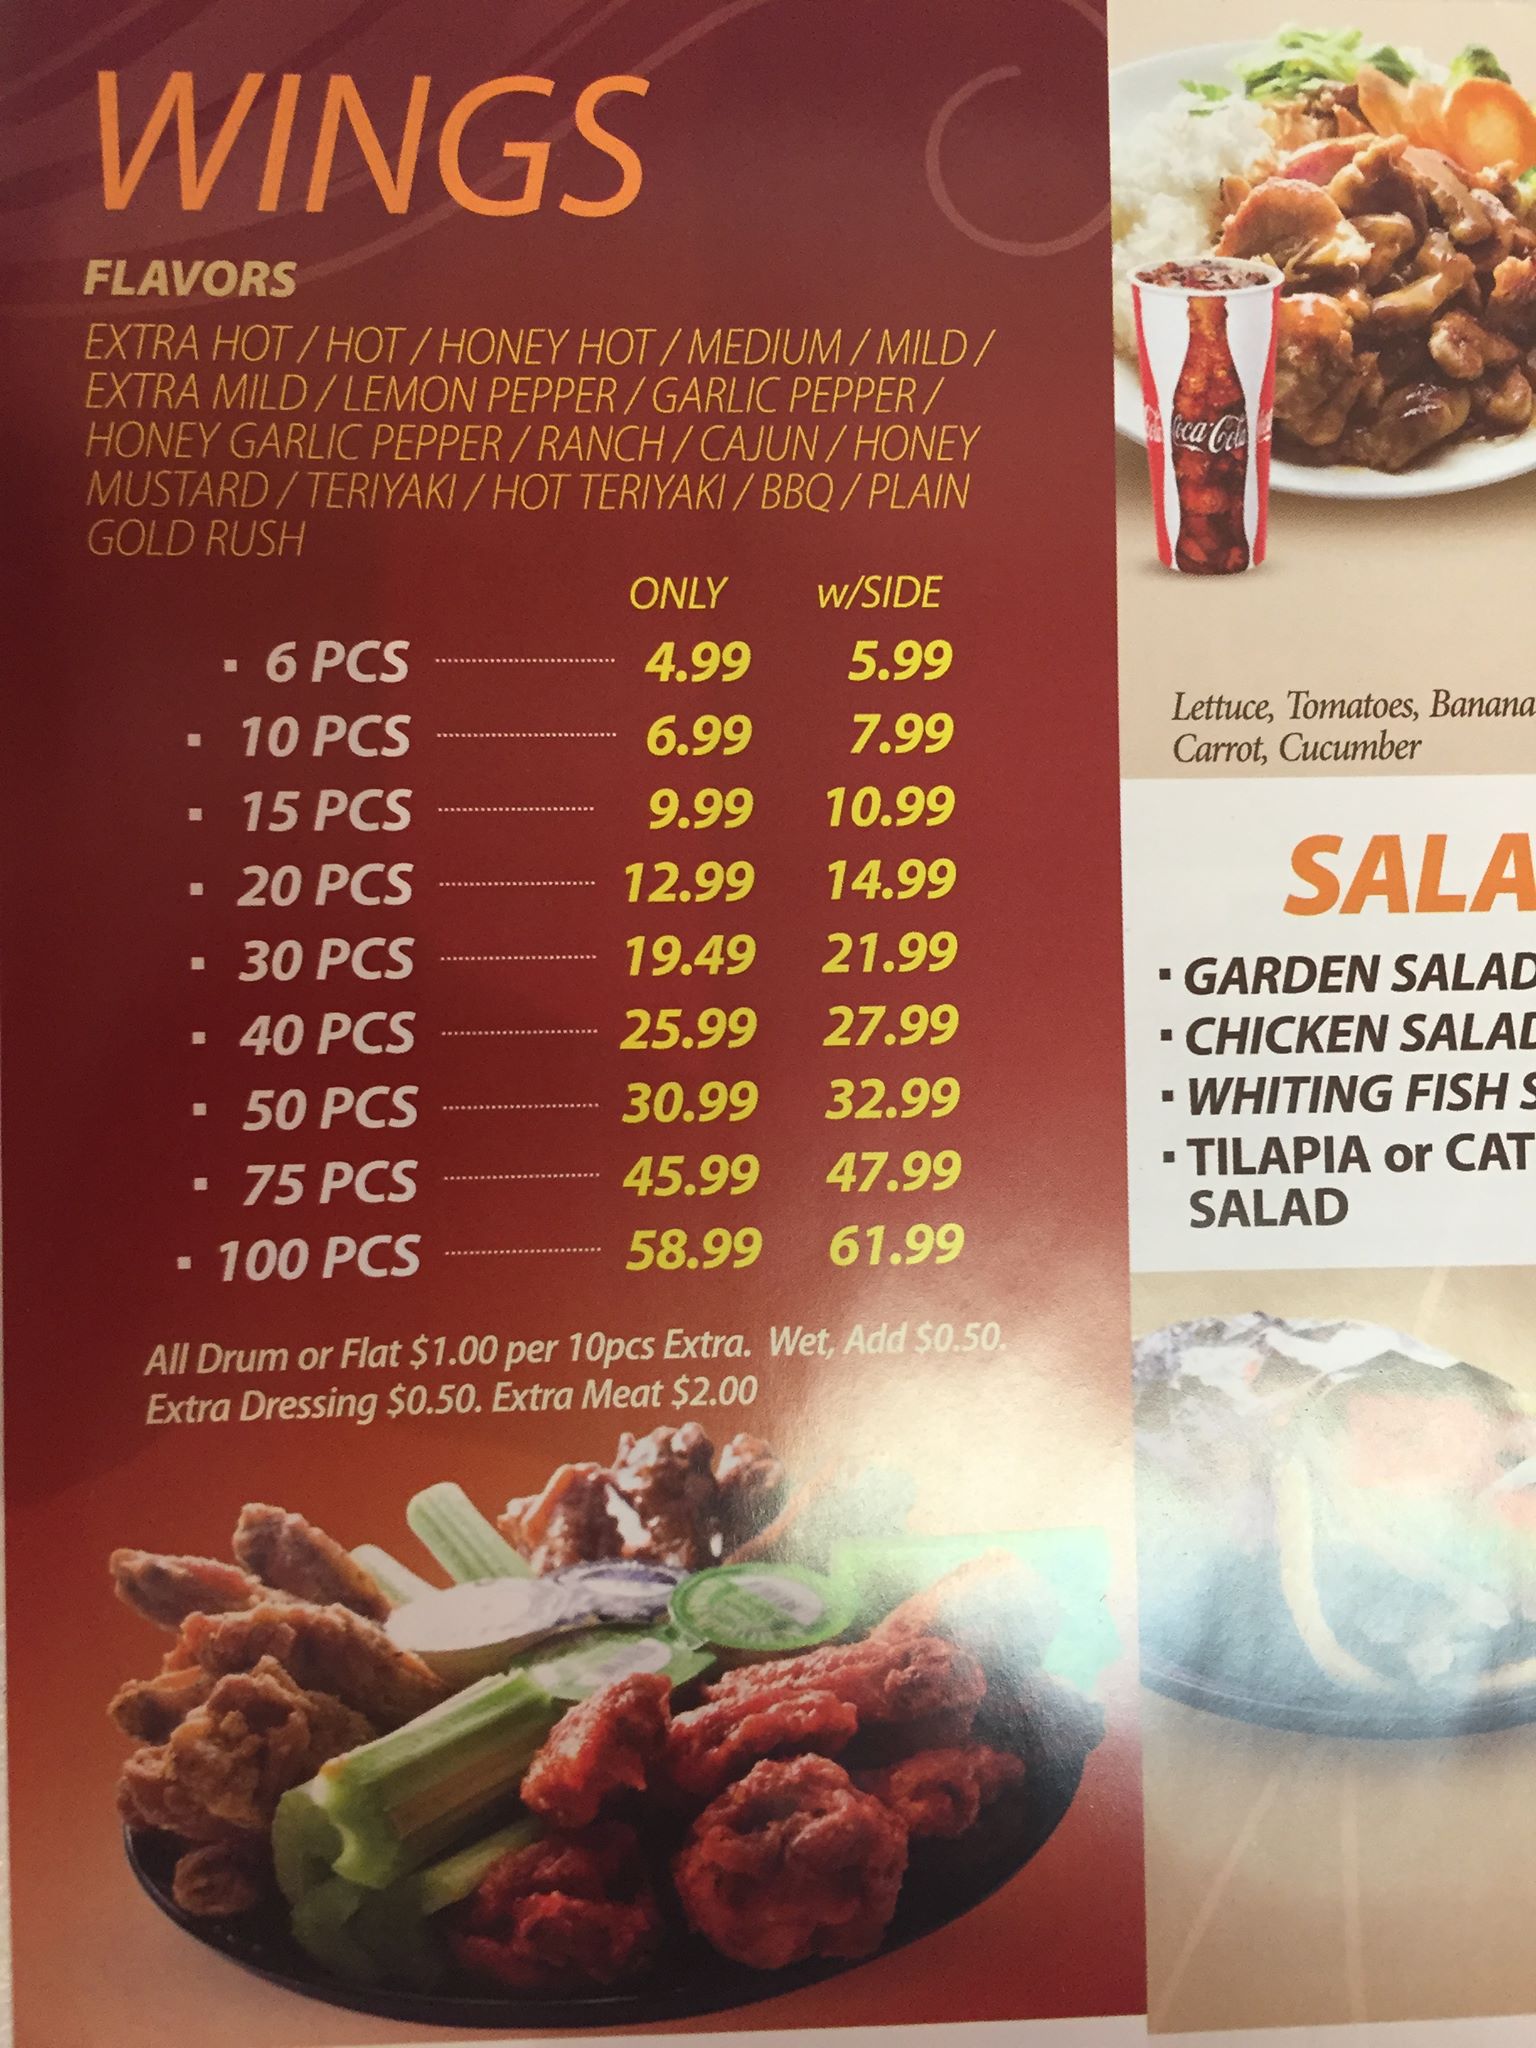 WINGS
FLAVORS
EXTRA HOT / HOT / HONEY HOT / MEDIUM / MILD /
EXTRA MILD / LEMON PEPPER / GARLIC PEPPER /
HONEY GARLIC PEPPER / RANCH / CAJUN / HONEY
MUSTARD / TERIYAKI / HOT TERIYAKI / BBQ / PLAIN
GOLD RUSH
ONLY w/SIDE
▪ 6 PCS 4.99 5.99
▪ 10 PCS 6.99 7.99
▪ 15 PCS 9.99 10.99
▪ 20 PCS 12.99 14.99
▪ 30 PCS 19.49 21.99
▪ 40 PCS 25.99 27.99
▪ 50 PCS 30.99 32.99
▪ 75 PCS 45.99 47.99
▪ 100 PCS 58.99 61.99
All Drum or Flat $1.00 per 10pcs Extra. Wet, Add $0.50.
Extra Dressing $0.50. Extra Meat $2.00
Coca-Cola
Lettuce, Tomatoes, Banana
Carrot, Cucumber
SALA
▪ GARDEN SALAD
▪ CHICKEN SALAD
▪ WHITING FISH S
▪ TILAPIA or CAT
SALAD